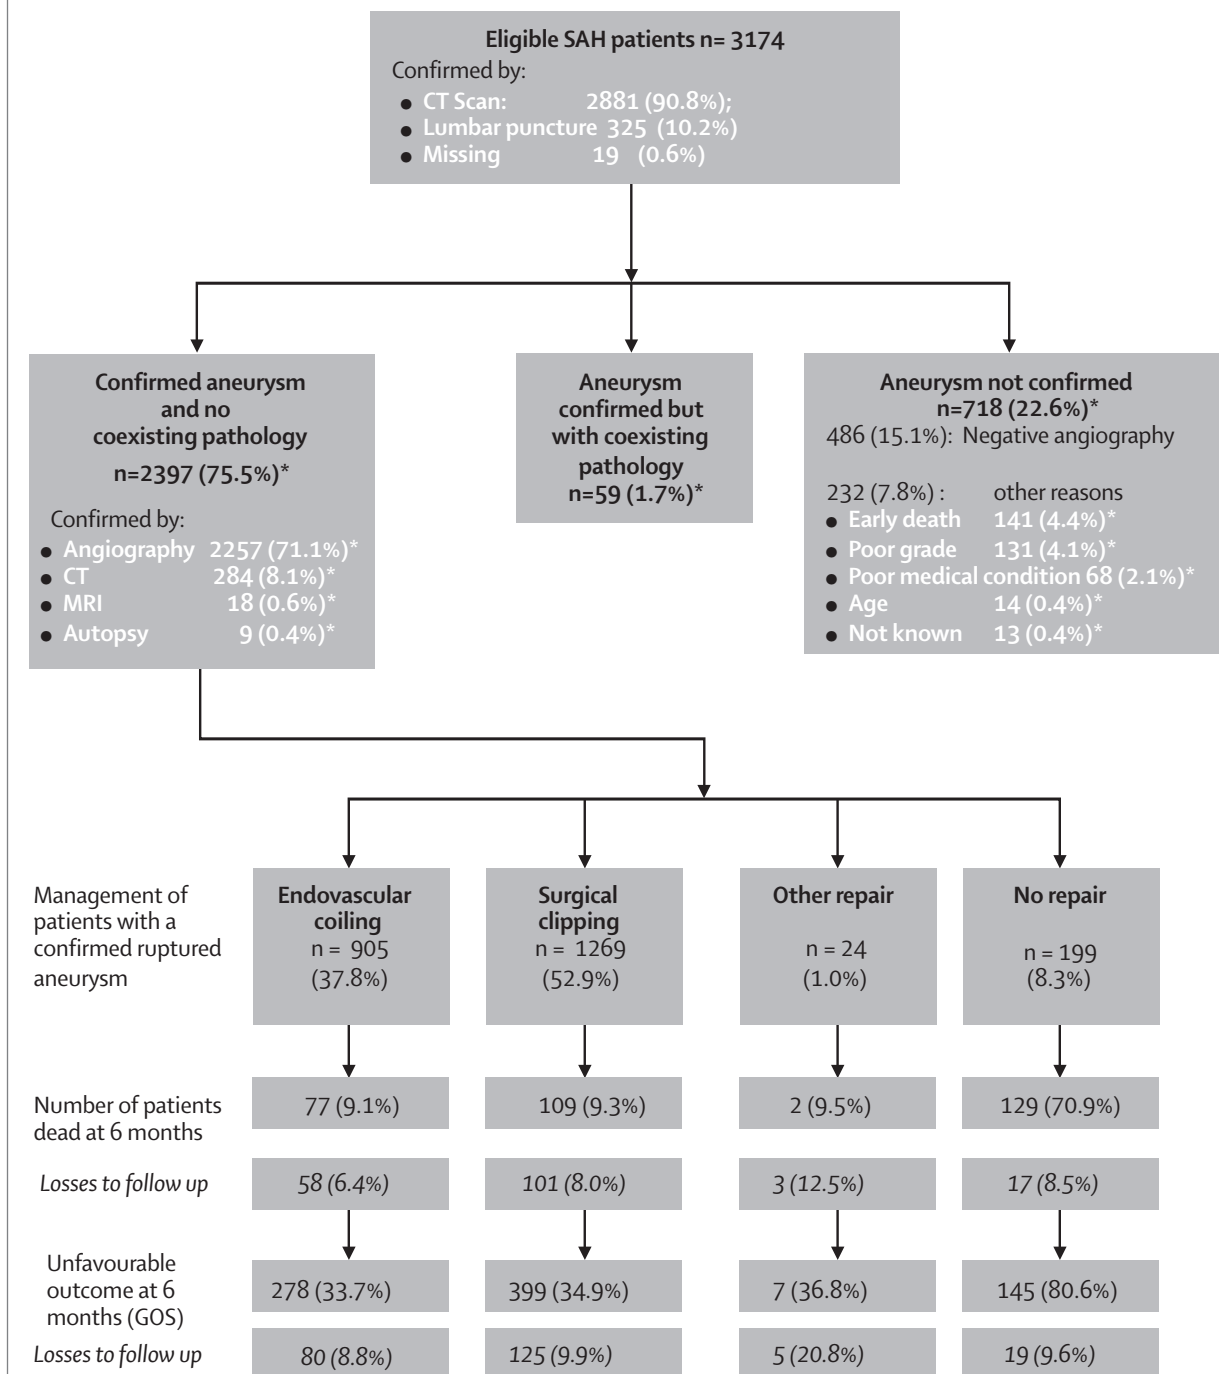 Eligible SAH patients n= 3174
Confirmed by:
● CT Scan: 2881 (90.8%);
● Lumbar puncture 325 (10.2%)
● Missing 19 (0.6%)
Confirmed aneurysm
and no
coexisting pathology
n=2397 (75.5%)*
Confirmed by:
● Angiography 2257 (71.1%)*
● CT 284 (8.1%)*
● MRI 18 (0.6%)*
● Autopsy 9 (0.4%)*
Aneurysm
confirmed but
with coexisting
pathology
n=59 (1.7%)*
Aneurysm not confirmed
n=718 (22.6%)*
486 (15.1%): Negative angiography
232 (7.8%) : other reasons
● Early death 141 (4.4%)*
● Poor grade 131 (4.1%)*
● Poor medical condition 68 (2.1%)*
● Age 14 (0.4%)*
● Not known 13 (0.4%)*
Management of
patients with a
confirmed ruptured
aneurysm
Endovascular
coiling
n = 905
(37.8%)
Surgical
clipping
n = 1269
(52.9%)
Other repair
n = 24
(1.0%)
No repair
n = 199
(8.3%)
Number of patients
dead at 6 months
77 (9.1%)
109 (9.3%)
2 (9.5%)
129 (70.9%)
Losses to follow up
58 (6.4%)
101 (8.0%)
3 (12.5%)
17 (8.5%)
Unfavourable
outcome at 6
months (GOS)
278 (33.7%)
399 (34.9%)
7 (36.8%)
145 (80.6%)
Losses to follow up
80 (8.8%)
125 (9.9%)
5 (20.8%)
19 (9.6%)